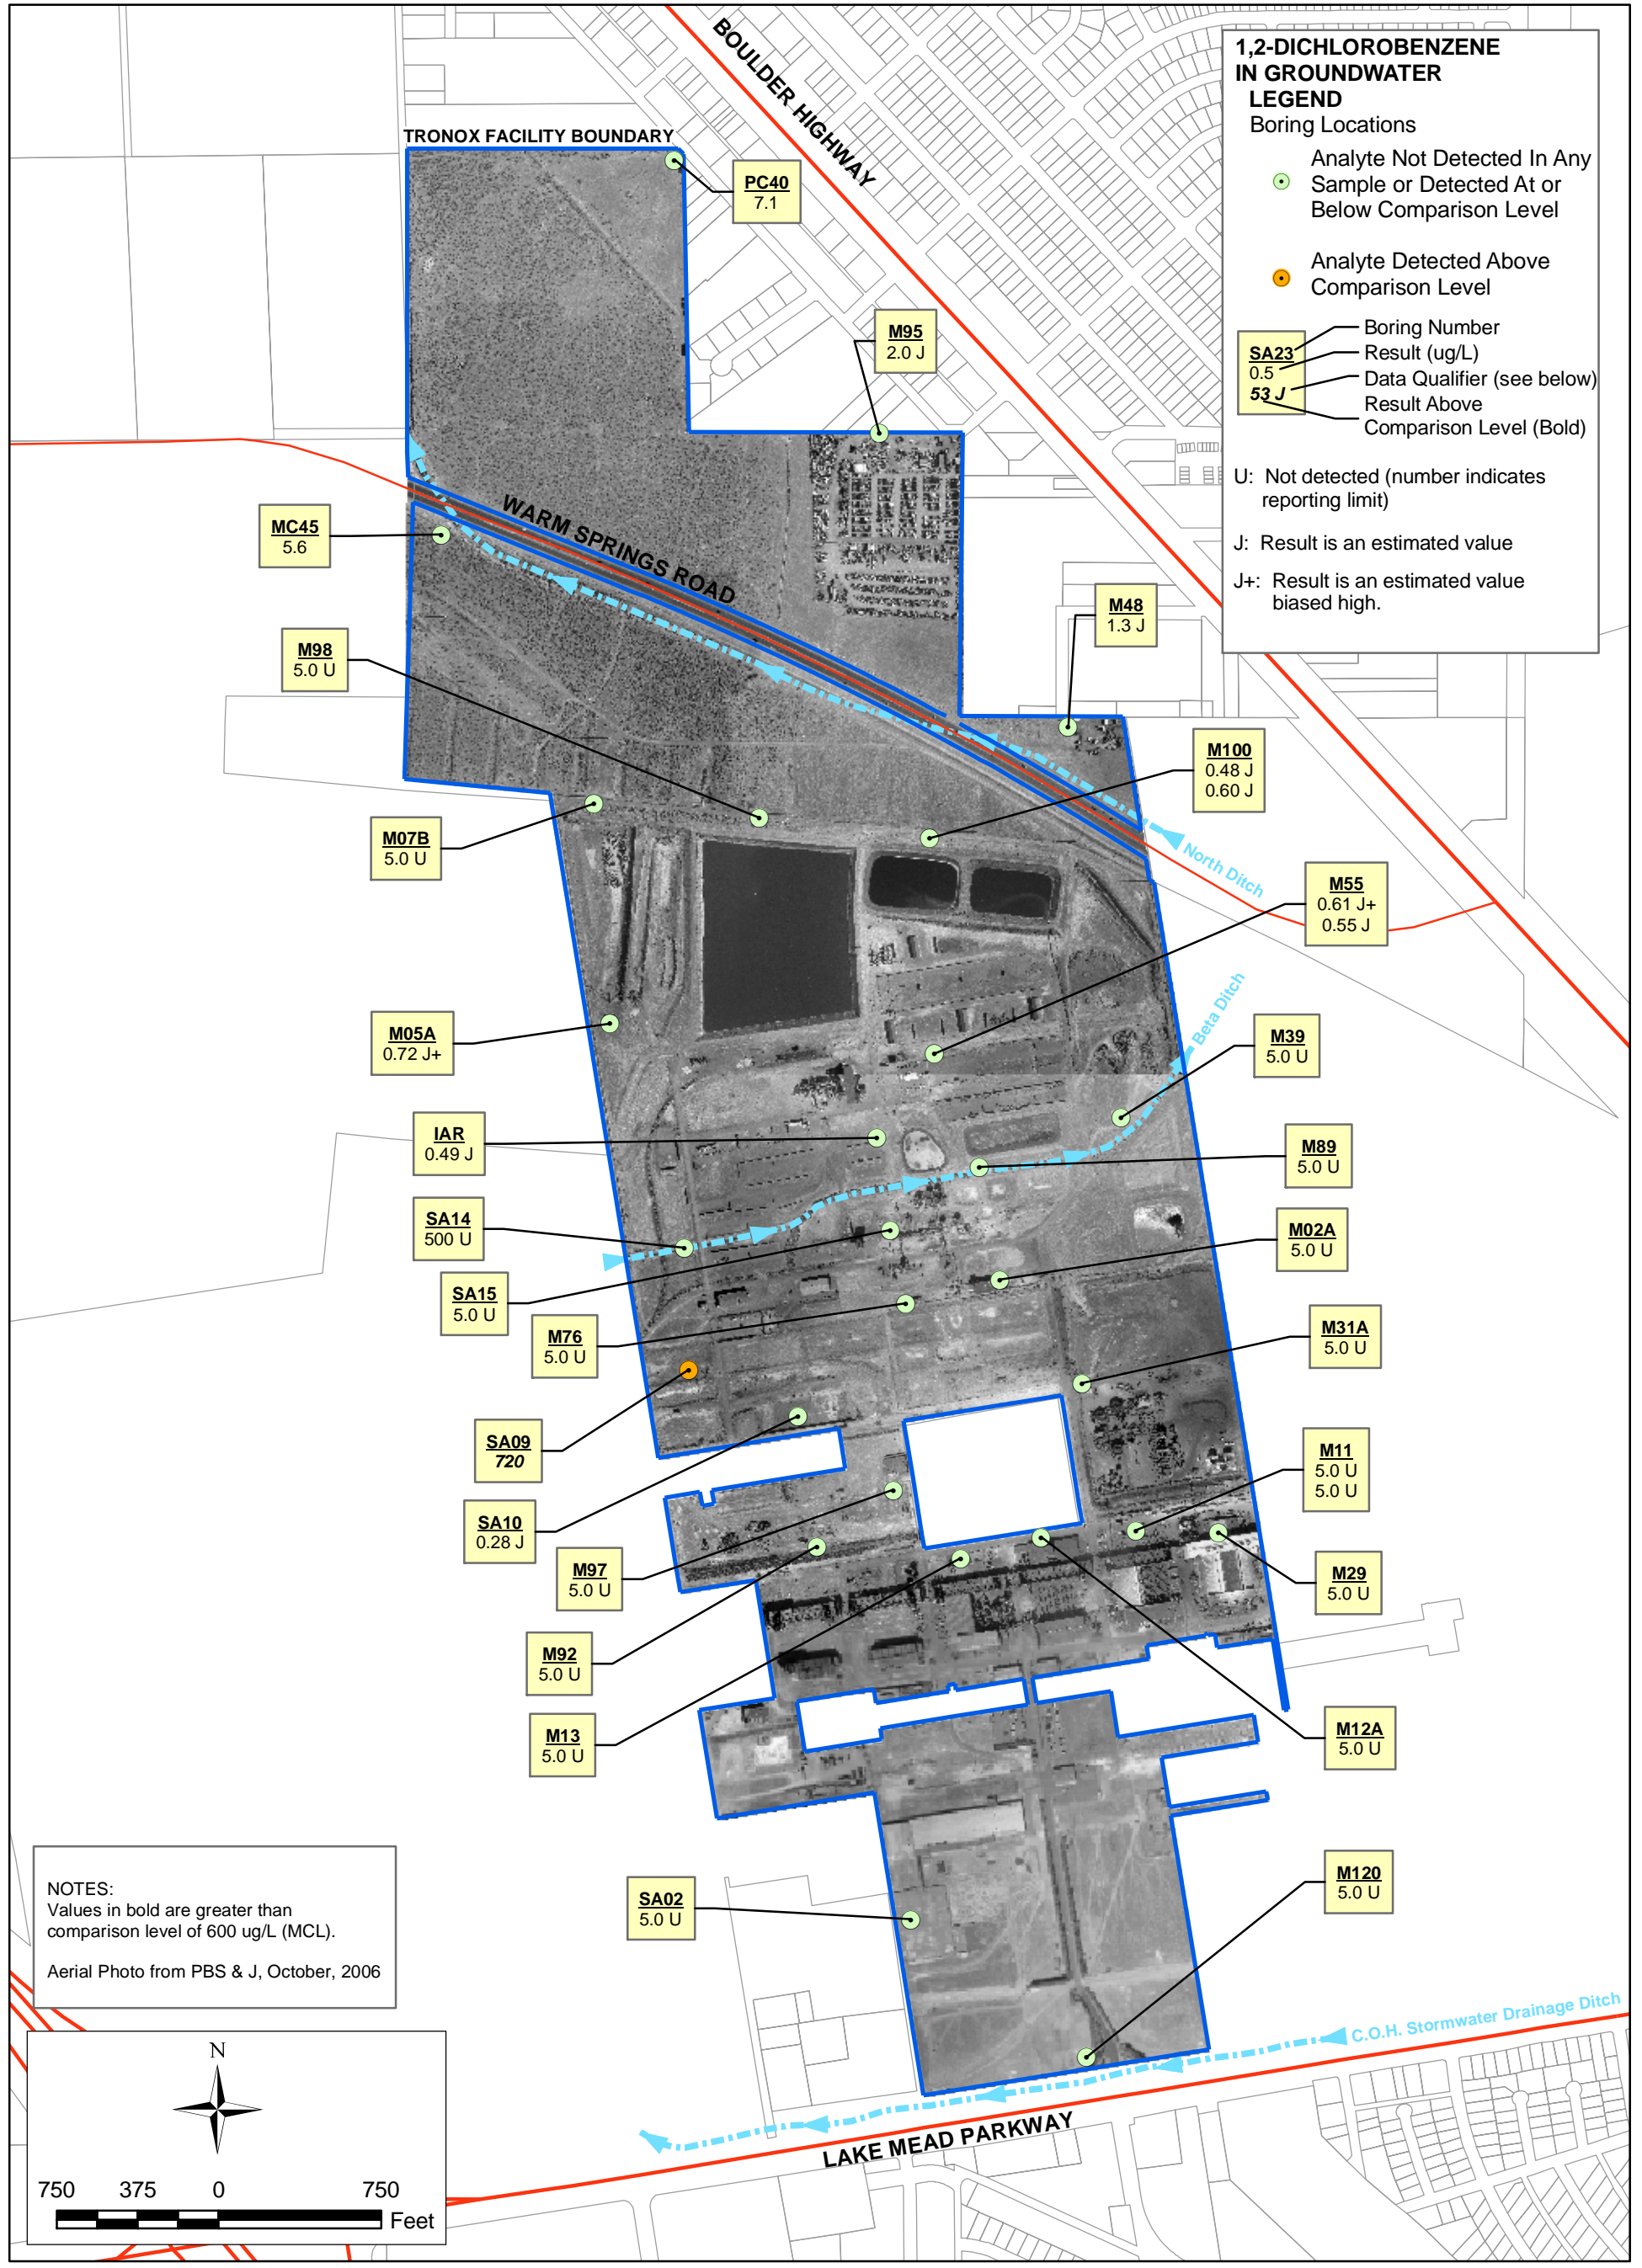 1,2-DICHLOROBENZENE
IN GROUNDWATER
LEGEND
Boring Locations
Analyte Not Detected In Any
Sample or Detected At or
Below Comparison Level
Analyte Detected Above
Comparison Level
SA23
0.5
53 J
Boring Number
Result (ug/L)
Data Qualifier (see below)
Result Above
Comparison Level (Bold)
U: Not detected (number indicates
reporting limit)
J: Result is an estimated value
J+: Result is an estimated value
biased high.
BOULDER HIGHWAY
TRONOX FACILITY BOUNDARY
PC40
7.1
M95
2.0 J
WARM SPRINGS ROAD
MC45
5.6
M48
1.3 J
M98
5.0 U
M100
0.48 J
0.60 J
M07B
5.0 U
North Ditch
M55
0.61 J+
0.55 J
Beta Ditch
M05A
0.72 J+
M39
5.0 U
IAR
0.49 J
M89
5.0 U
SA14
500 U
M02A
5.0 U
SA15
5.0 U
M76
5.0 U
M31A
5.0 U
SA09
720
M11
5.0 U
5.0 U
SA10
0.28 J
M97
5.0 U
M29
5.0 U
M92
5.0 U
M13
5.0 U
M12A
5.0 U
SA02
5.0 U
M120
5.0 U
NOTES:
Values in bold are greater than
comparison level of 600 ug/L (MCL).
Aerial Photo from PBS & J, October, 2006
C.O.H. Stormwater Drainage Ditch
LAKE MEAD PARKWAY
N
750 375 0 750
Feet